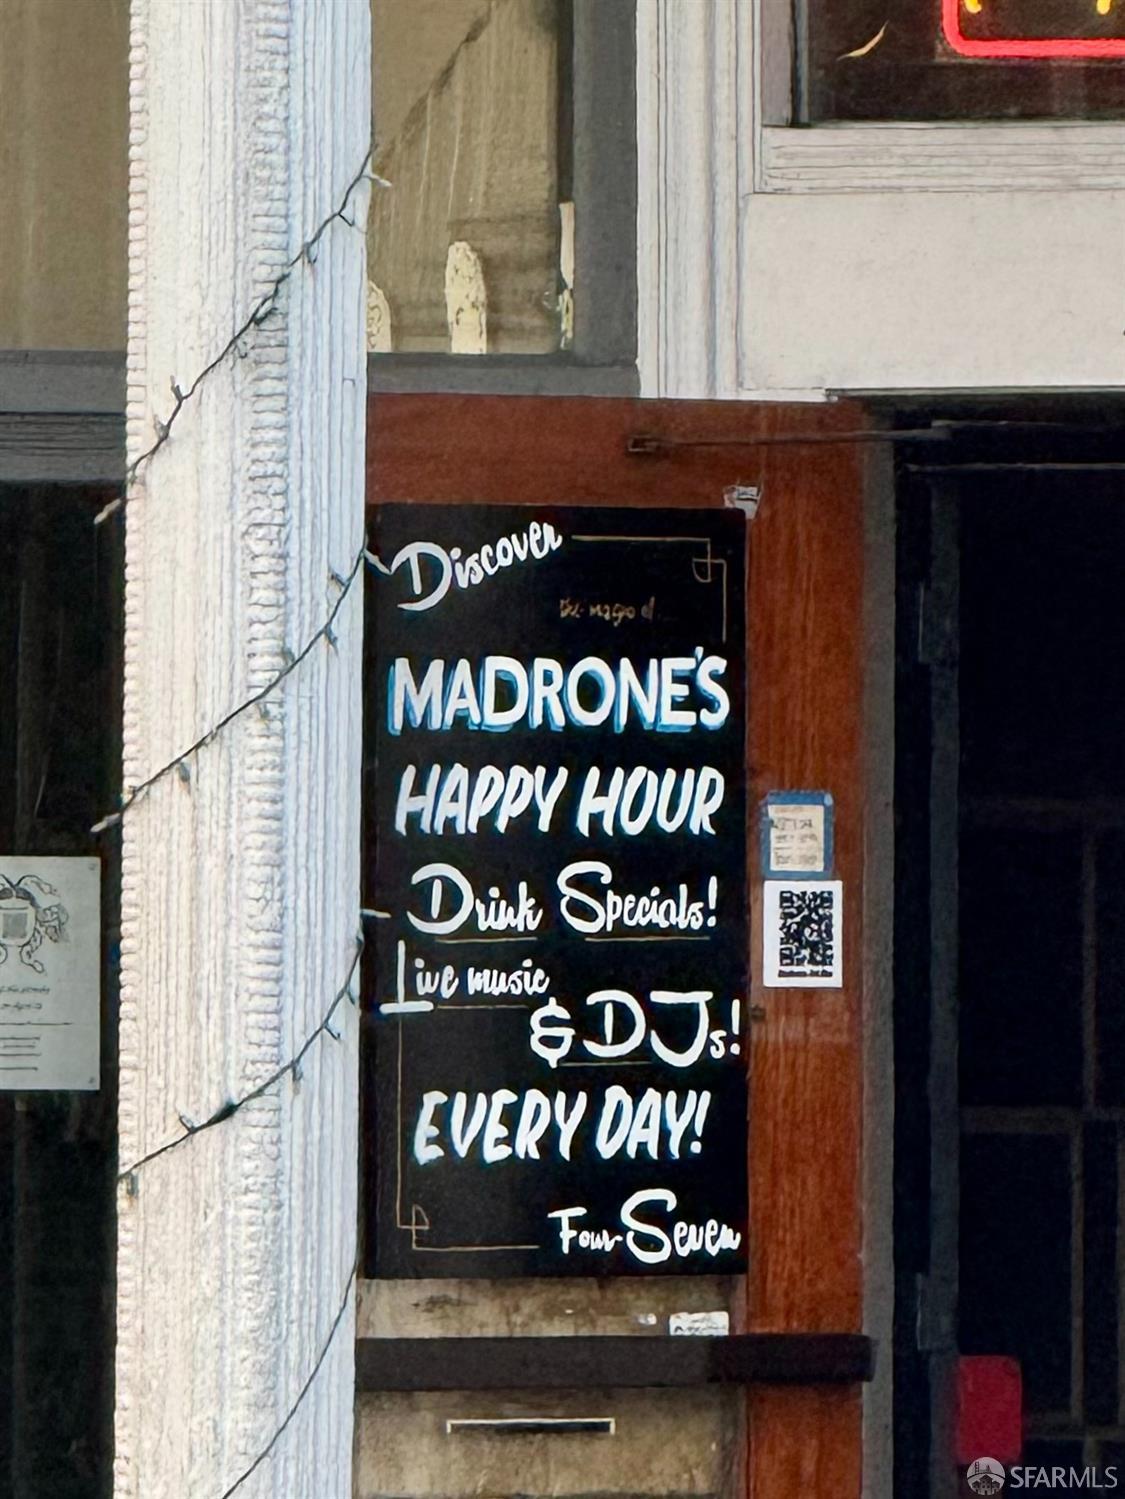 Discover
MADRONE'S
HAPPY HOUR
Drink Specials!
Live music
& DJs!
EVERY DAY!
Four-Seven
SFARMLS